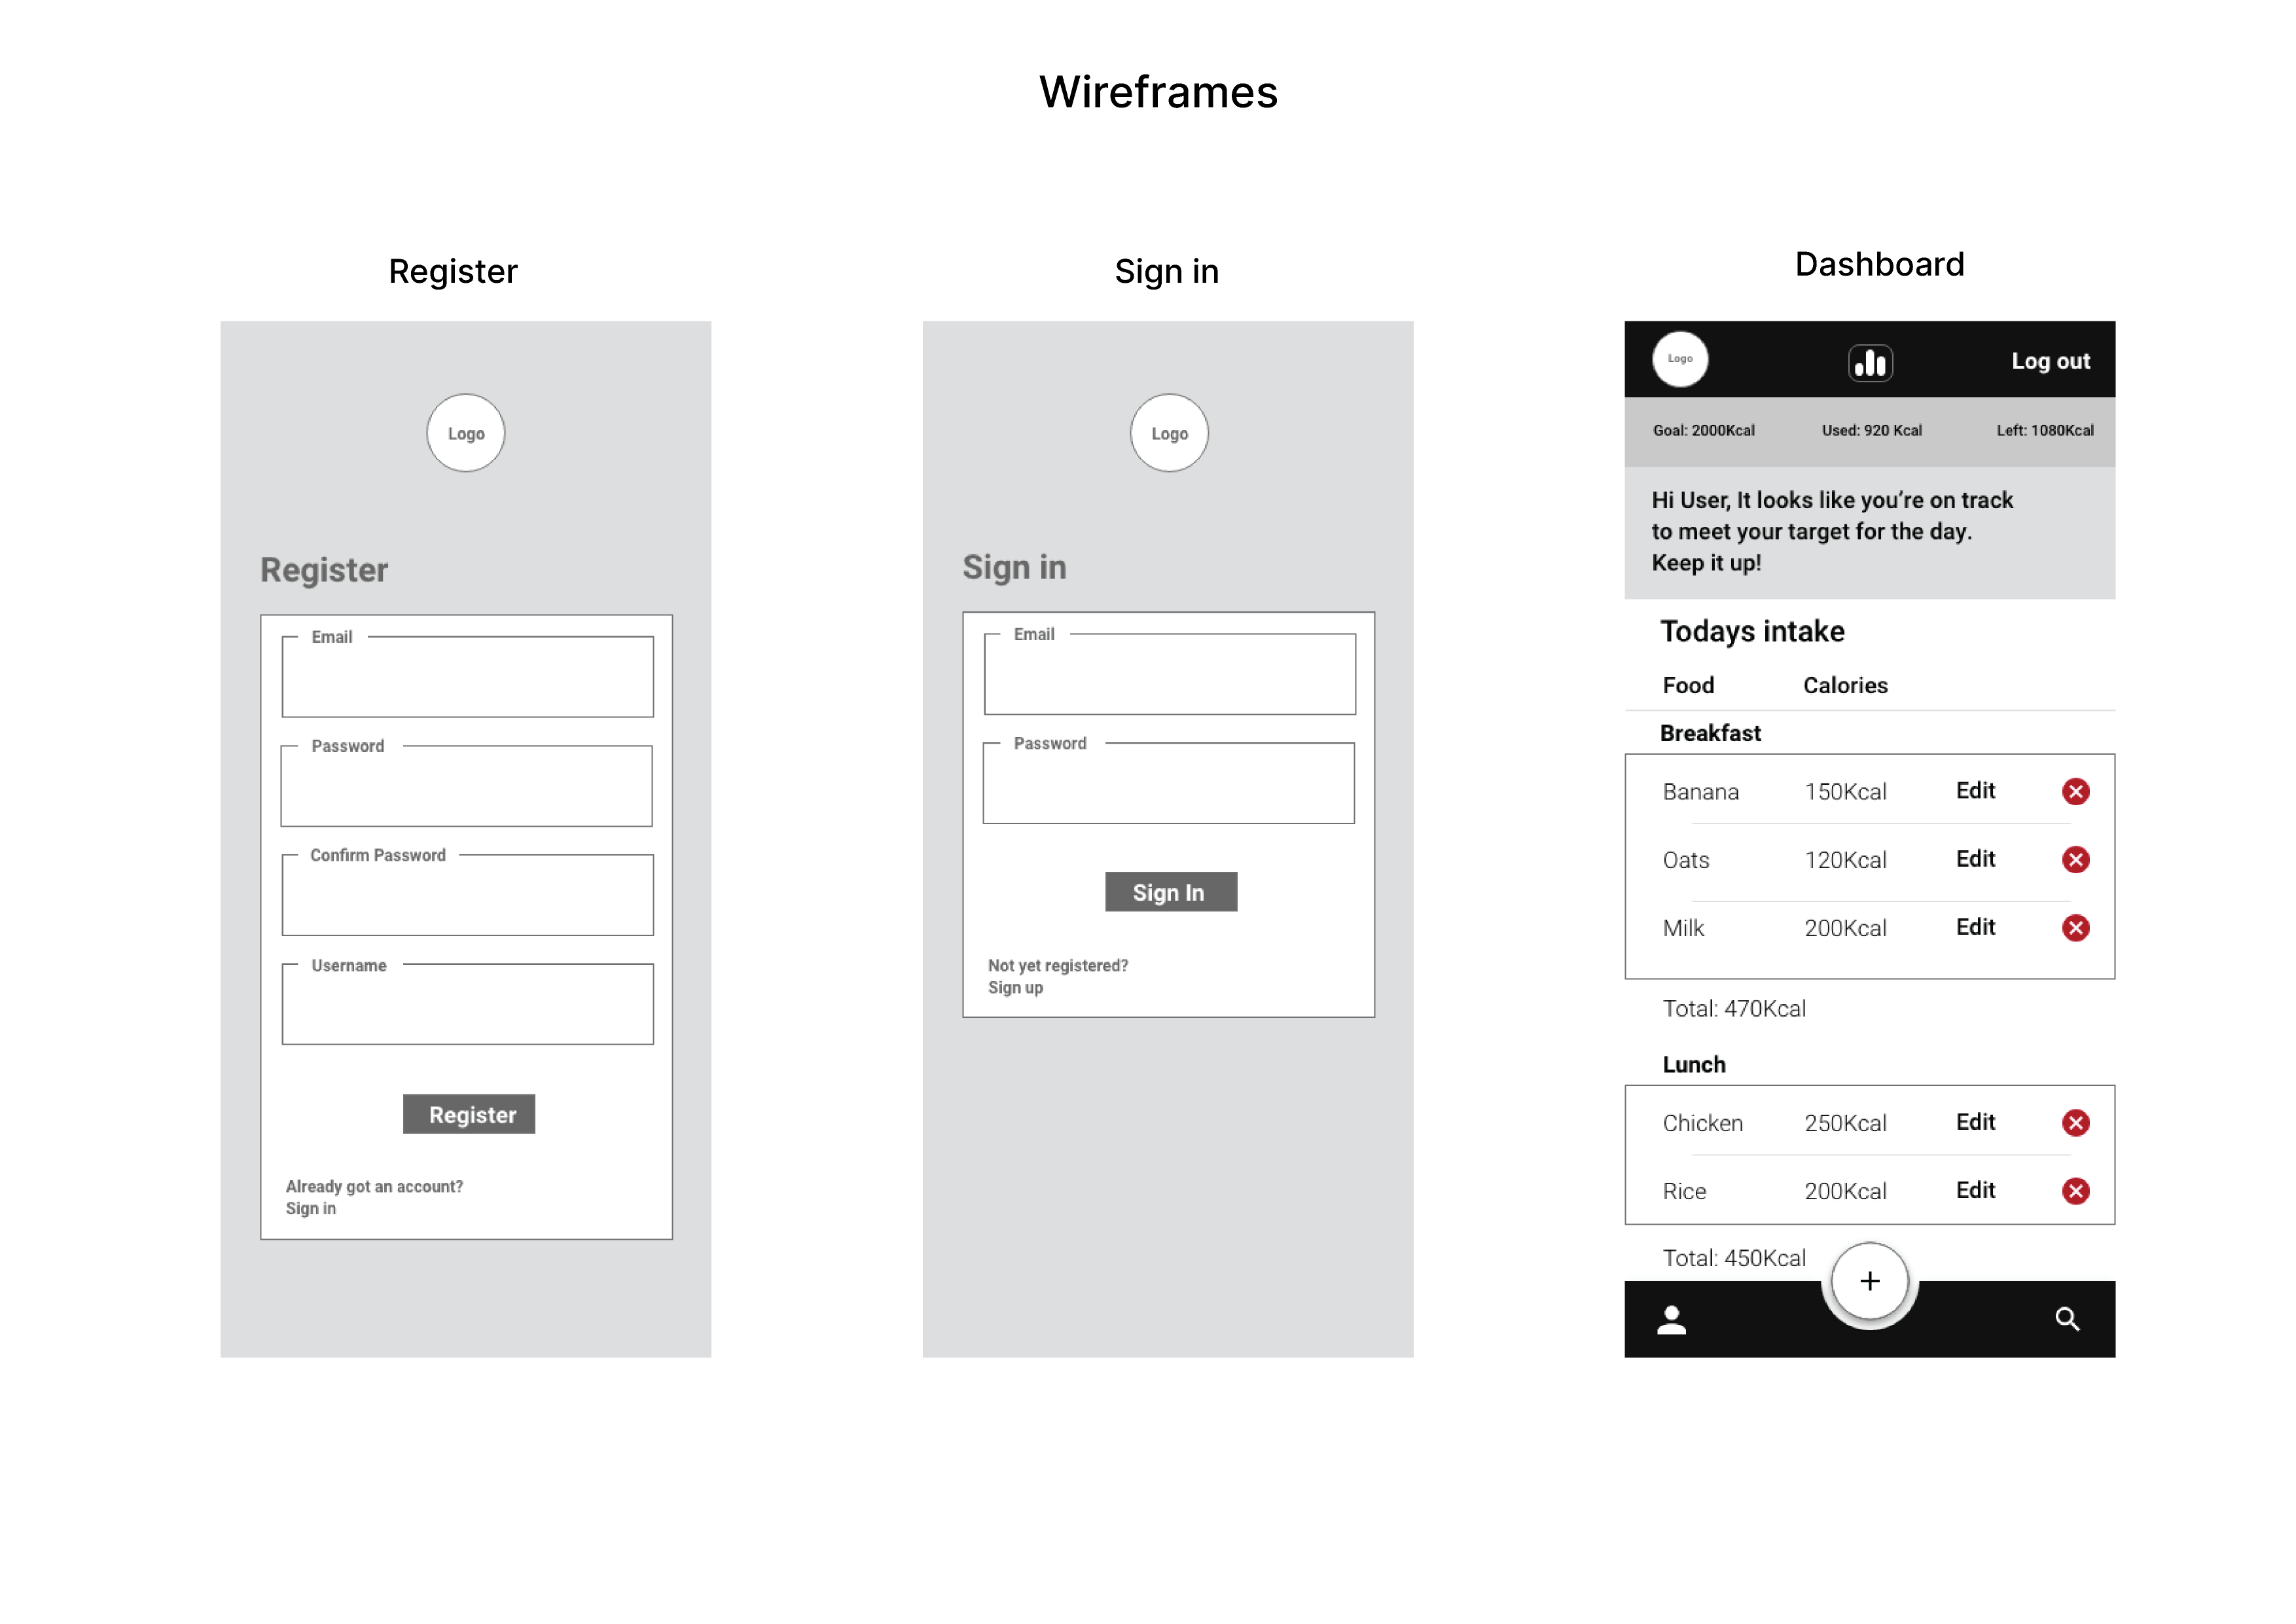 Wireframes
Register
Logo
Register
Email
Password
Confirm Password
Username
Register
Already got an account?
Sign in
Sign in
Logo
Sign in
Email
Password
Sign In
Not yet registered?
Sign up
Dashboard
Logo
Log out
Goal: 2000Kcal Used: 920 Kcal Left: 1080Kcal
Hi User, It looks like you’re on track
to meet your target for the day.
Keep it up!
Todays intake
Food Calories
Breakfast
Banana 150Kcal Edit
Oats 120Kcal Edit
Milk 200Kcal Edit
Total: 470Kcal
Lunch
Chicken 250Kcal Edit
Rice 200Kcal Edit
Total: 450Kcal
+